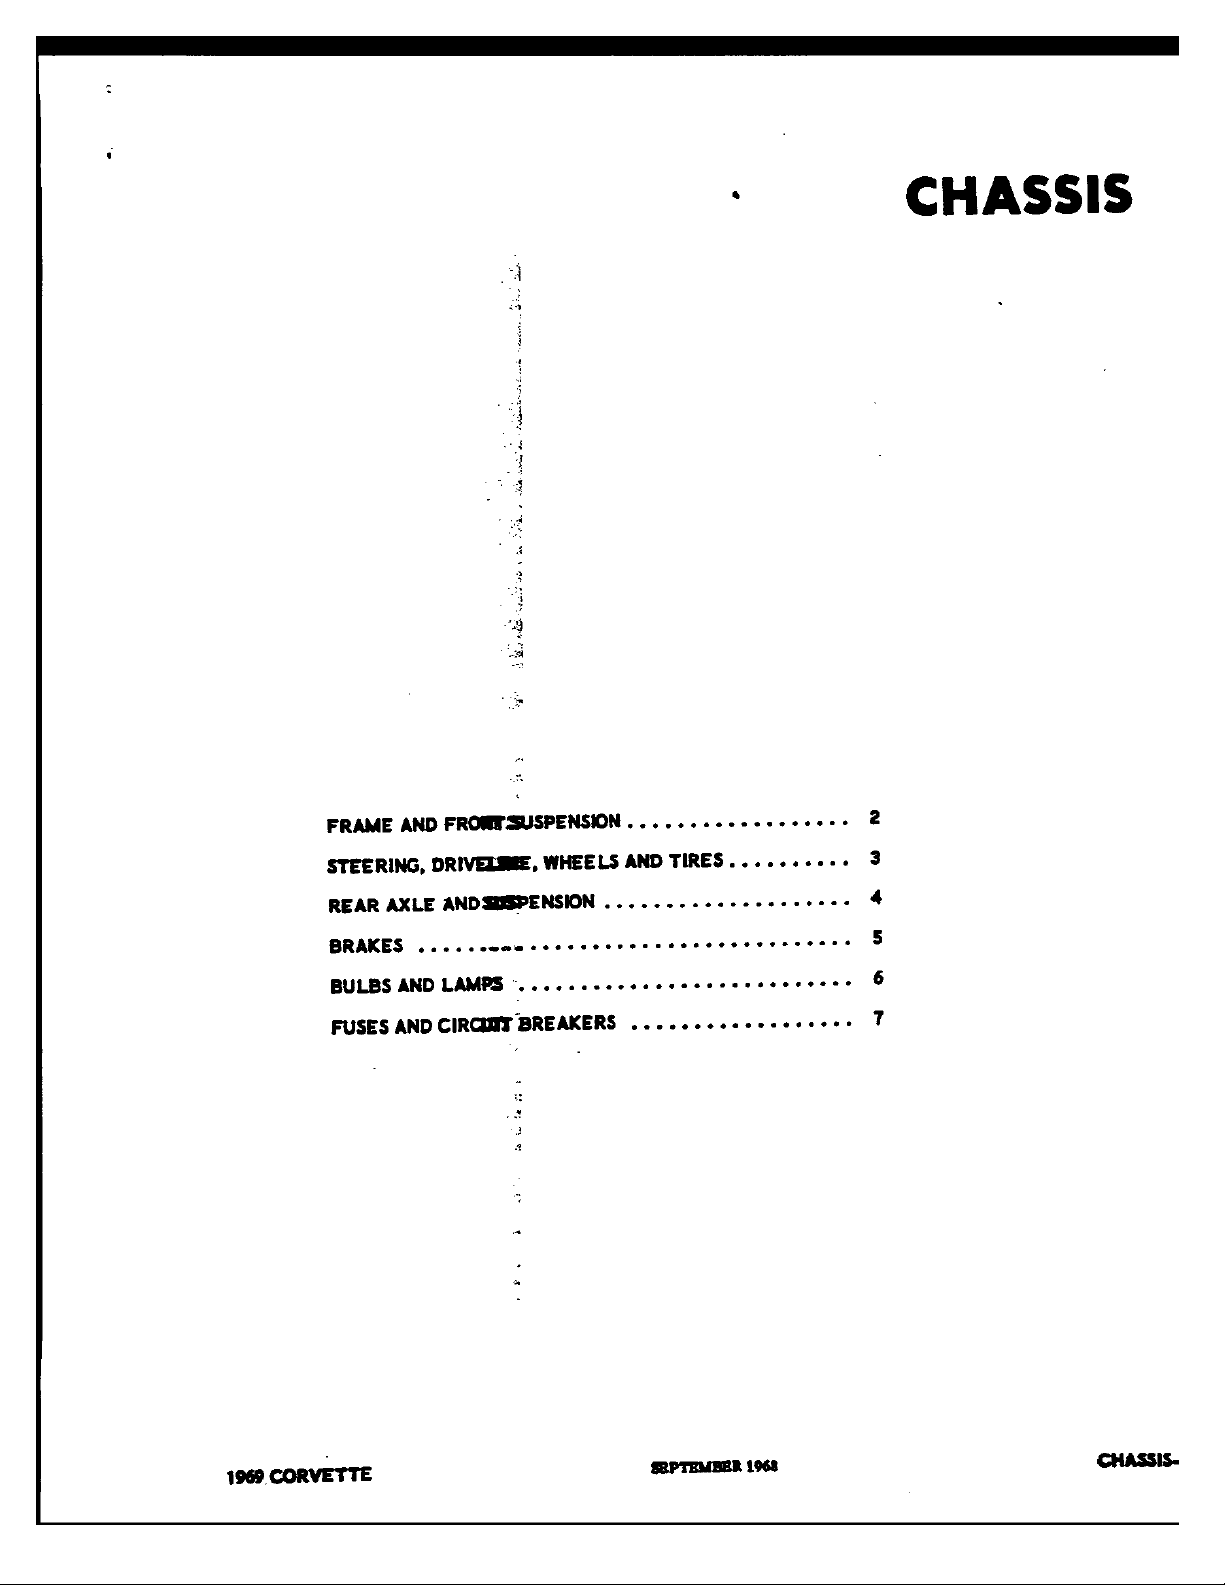 CHASSIS
FRAME AND FRONT SUSPENSION .................. 2
STEERING, DRIVELINE, WHEELS AND TIRES .......... 3
REAR AXLE AND SUSPENSION .................... 4
BRAKES ................................... 5
BULBS AND LAMPS ........................... 6
FUSES AND CIRCUIT BREAKERS .................. 7
1969 CORVETTE SEPTEMBER 1968 CHASSIS-